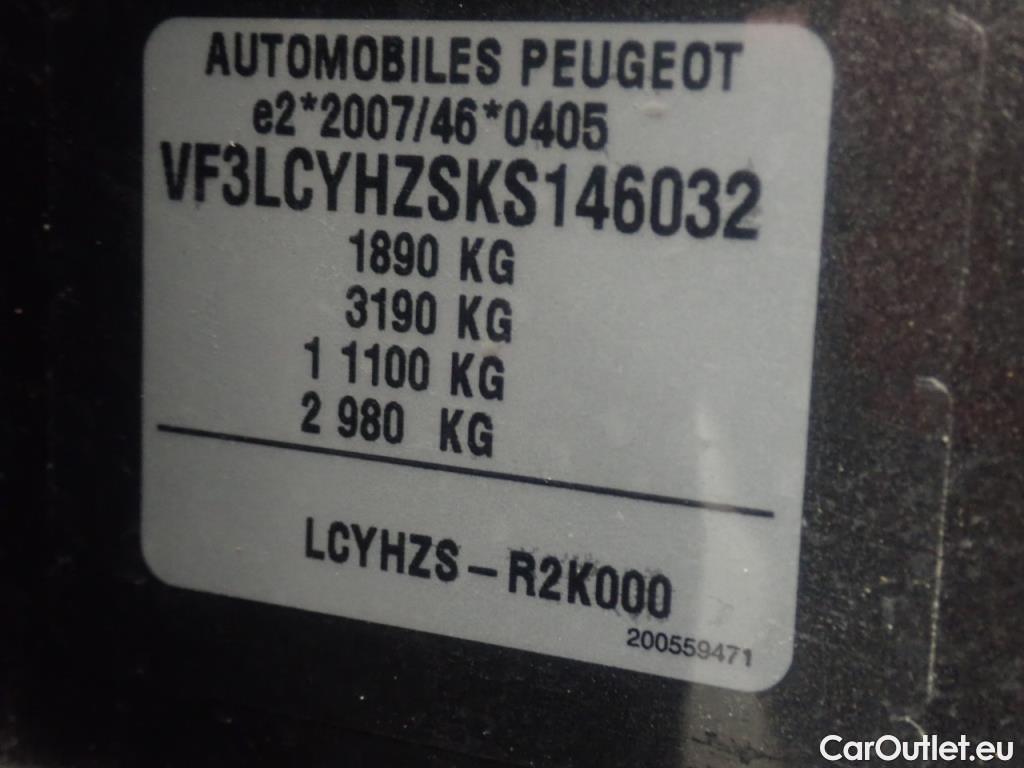 AUTOMOBILES PEUGEOT
e2*2007/46*0405
VF3LCYHZSKS146032
1890 KG
3190 KG
1 1100 KG
2 980 KG
LCYHZS – R2K000
200559471
CarOutlet.eu